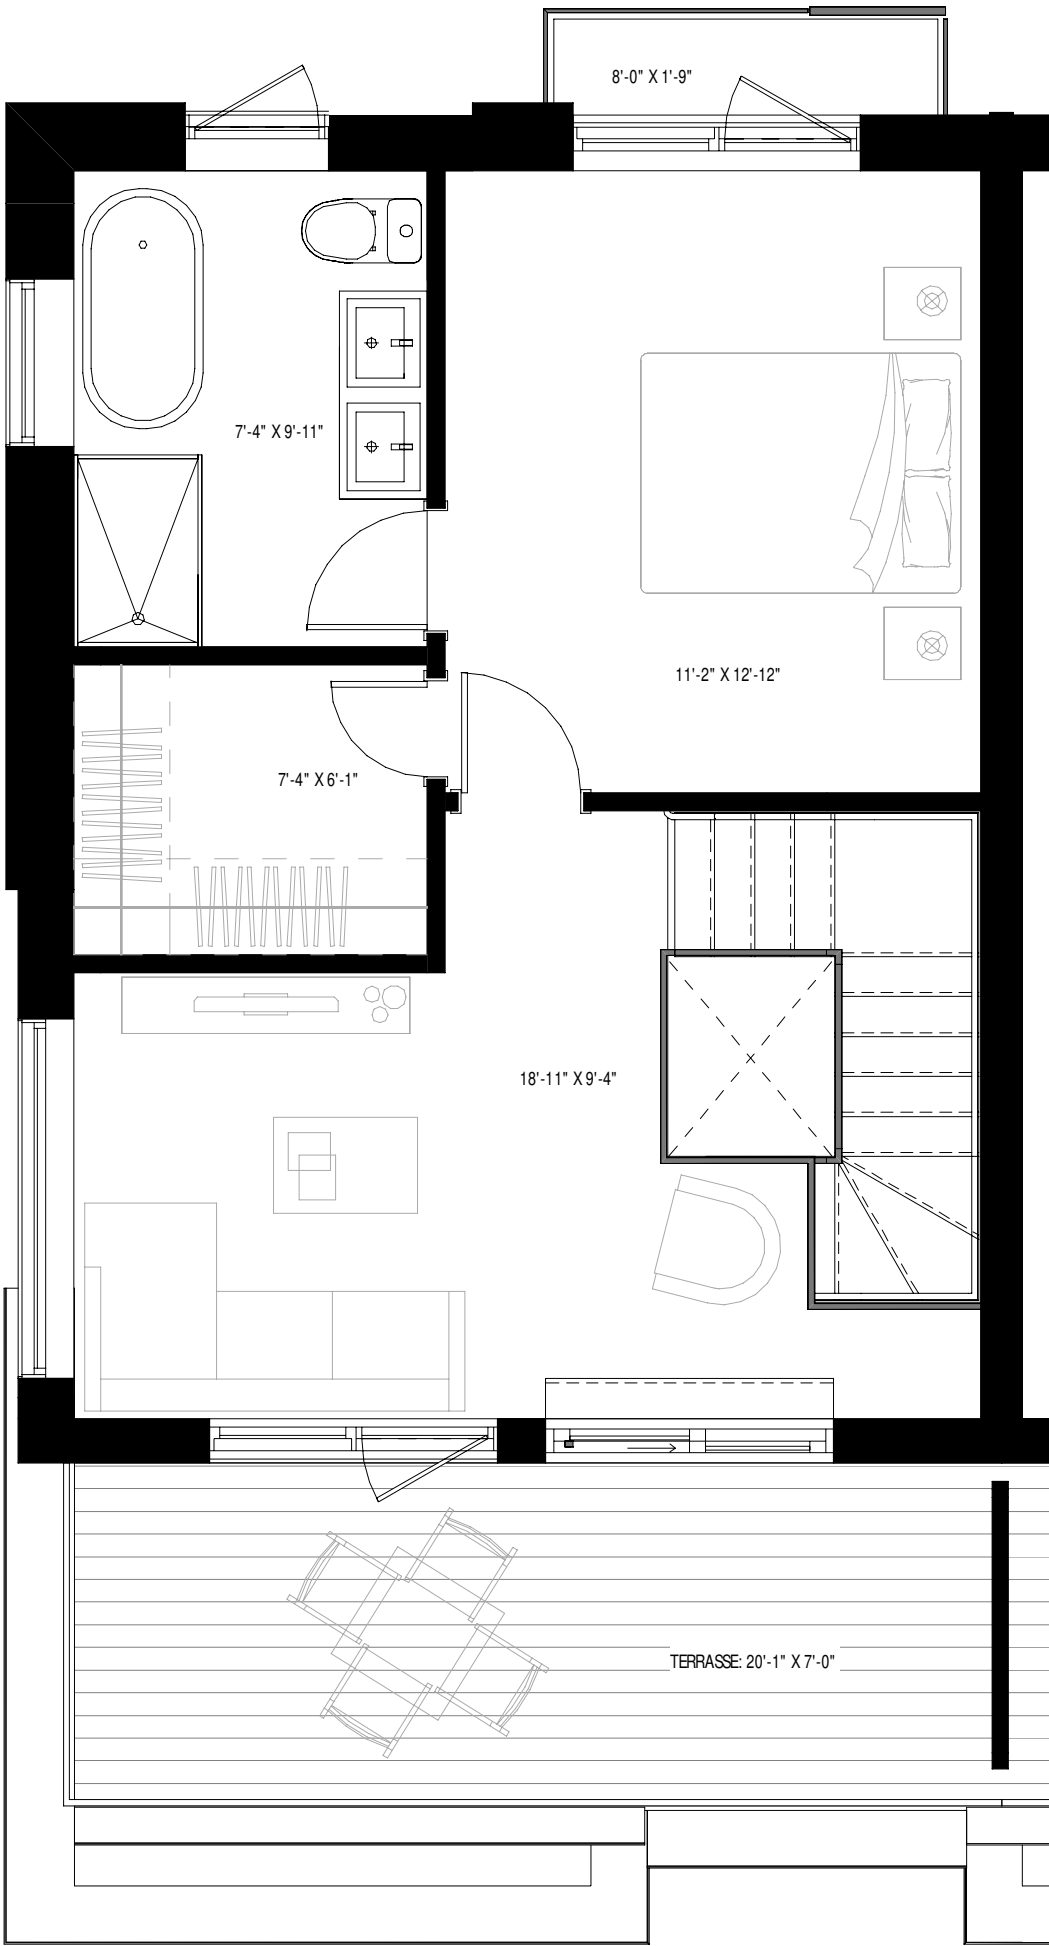 8'-0" X 1'-9"
7'-4" X 9'-11"
11'-2" X 12'-12"
7'-4" X 6'-1"
18'-11" X 9'-4"
TERRASSE: 20'-1" X 7'-0"